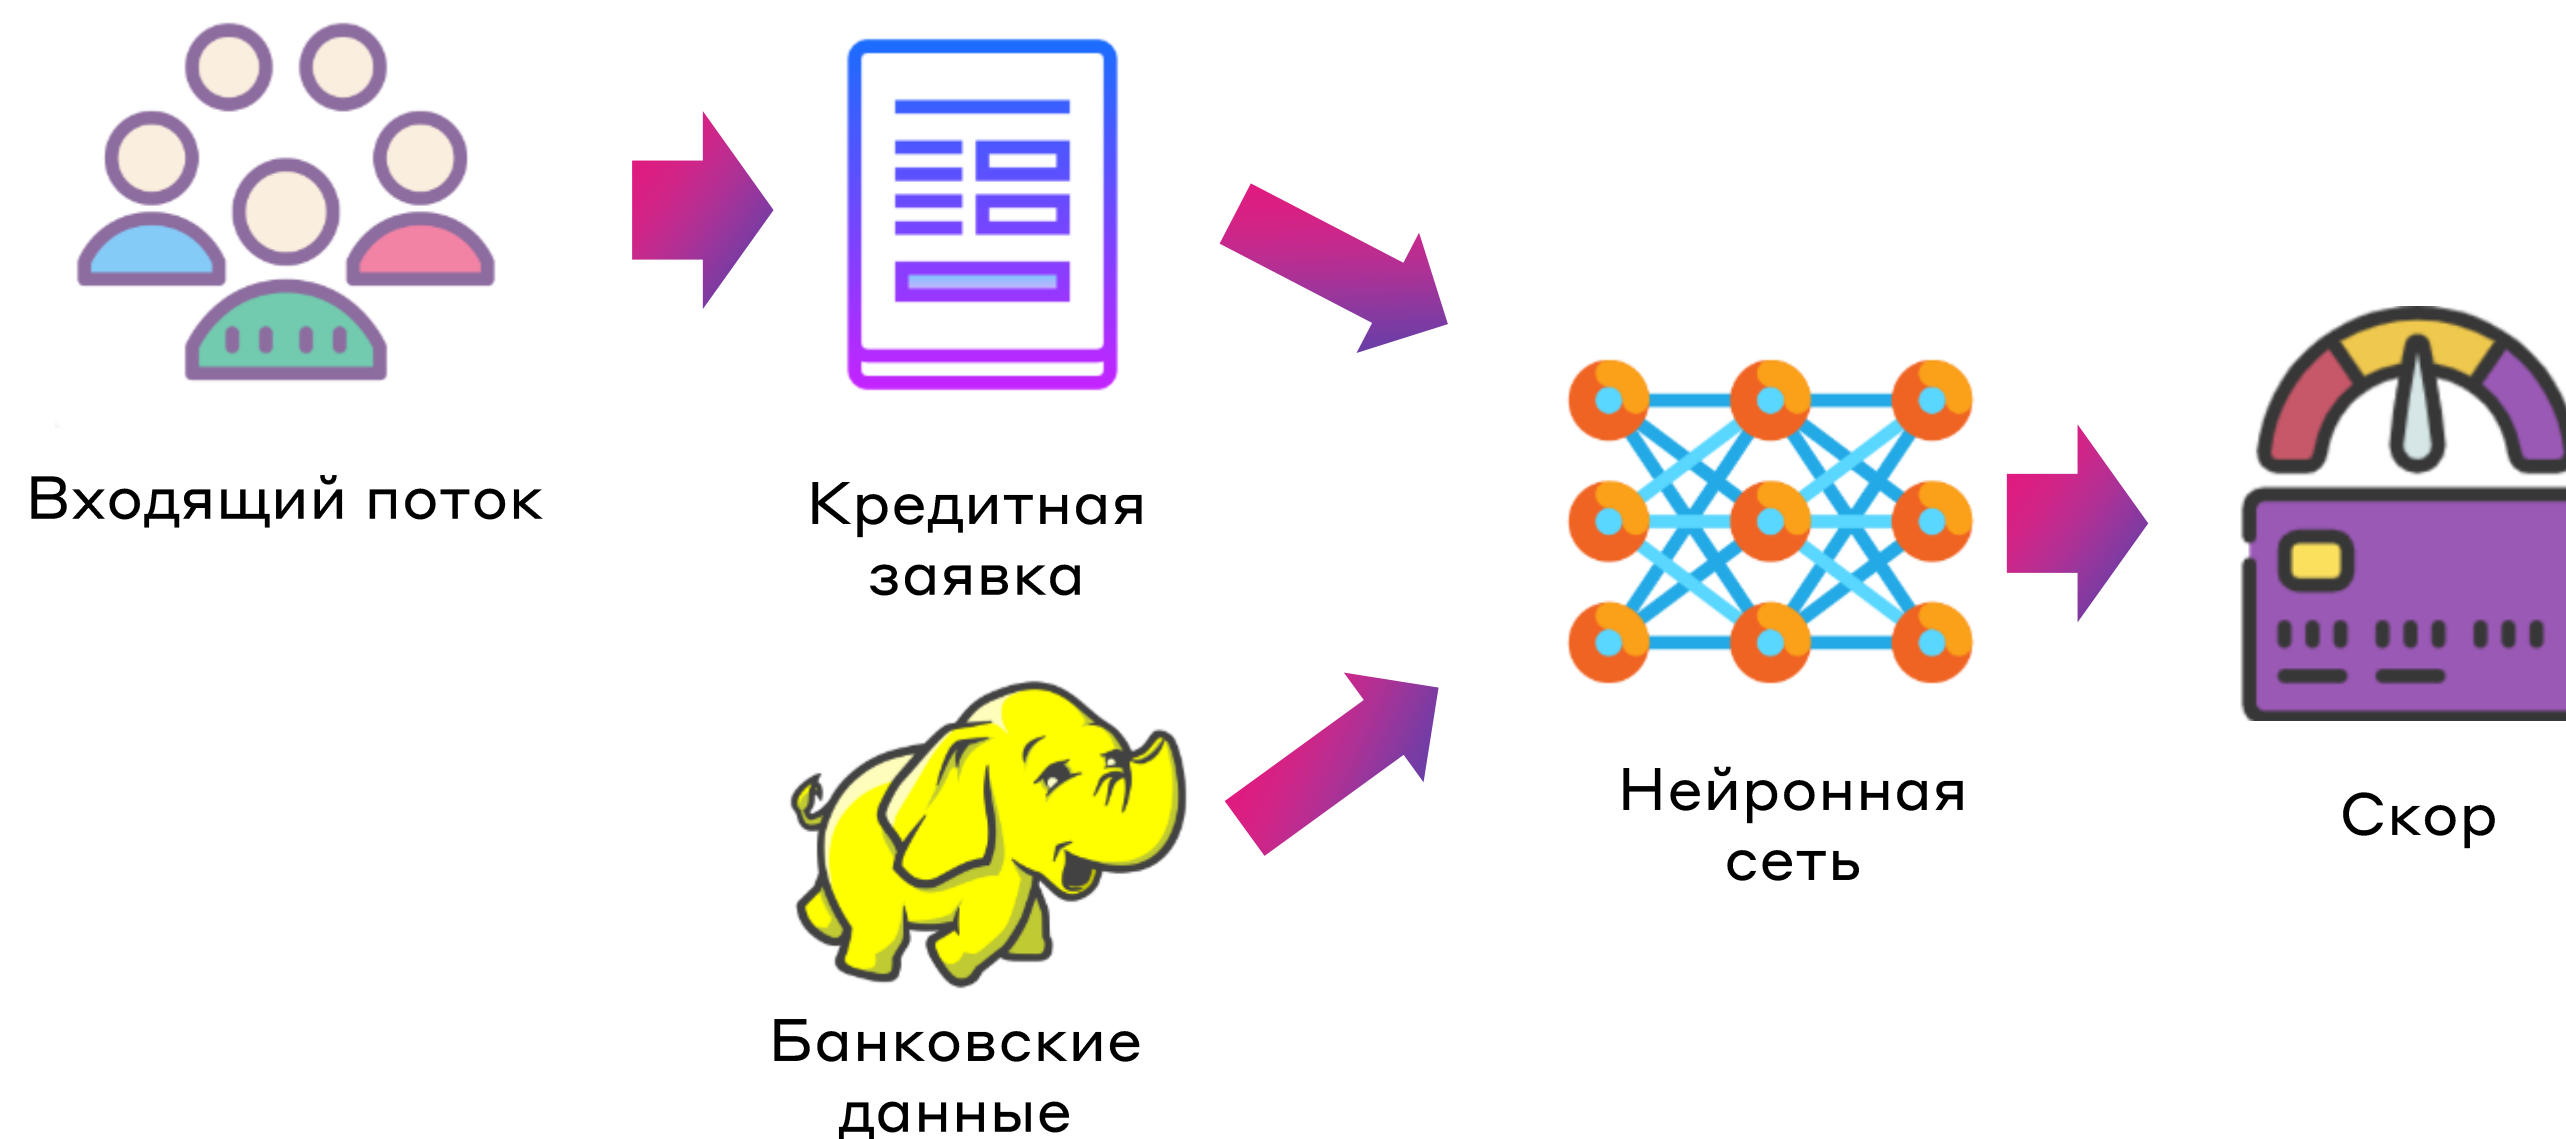 Входящий поток
Кредитная
заявка
Банковские
данные
Нейронная
сеть
Скор